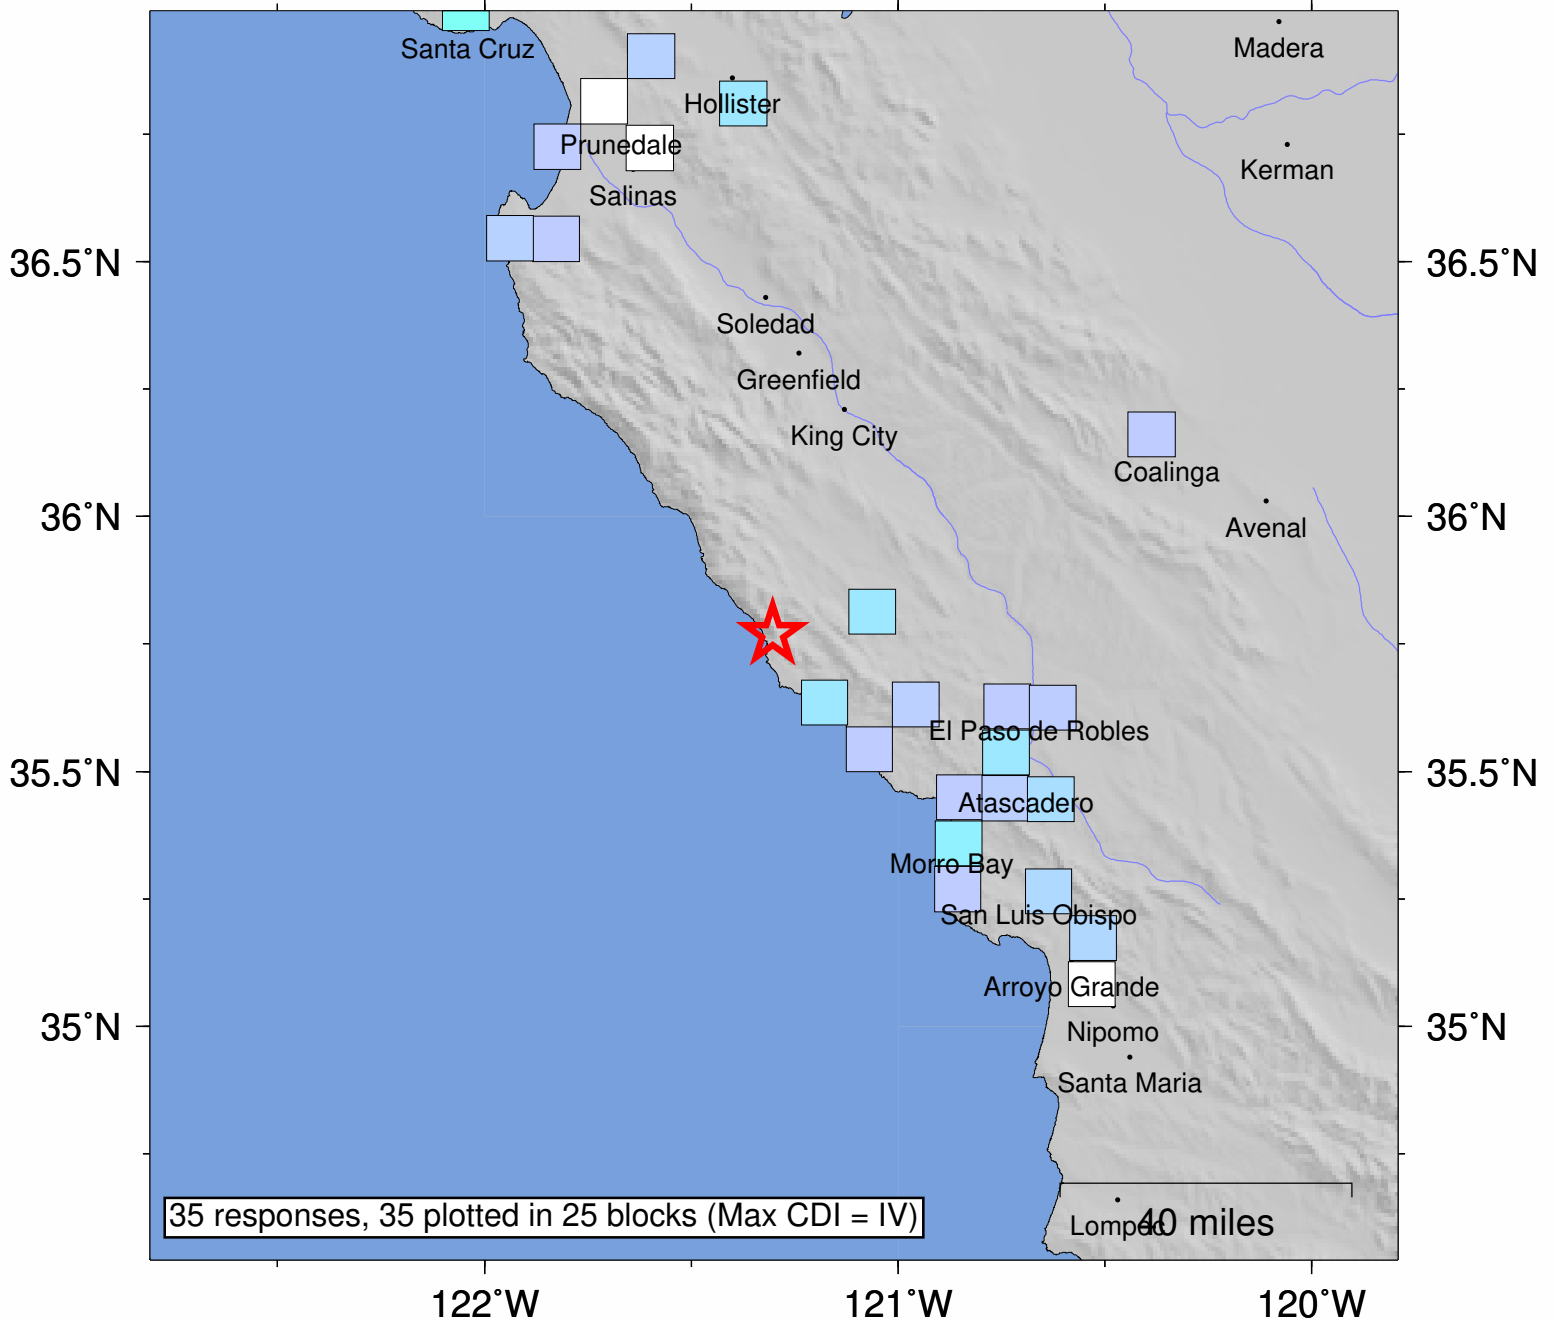 Santa Cruz
Madera
Hollister
Prunedale
Kerman
Salinas
36.5°N
36.5°N
Soledad
Greenfield
King City
Coalinga
36°N
36°N
Avenal
El Paso de Robles
35.5°N
35.5°N
Atascadero
Morro Bay
San Luis Obispo
Arroyo Grande
35°N
35°N
Nipomo
Santa Maria
35 responses, 35 plotted in 25 blocks (Max CDI = IV)
Lompoc
40 miles
122°W
121°W
120°W